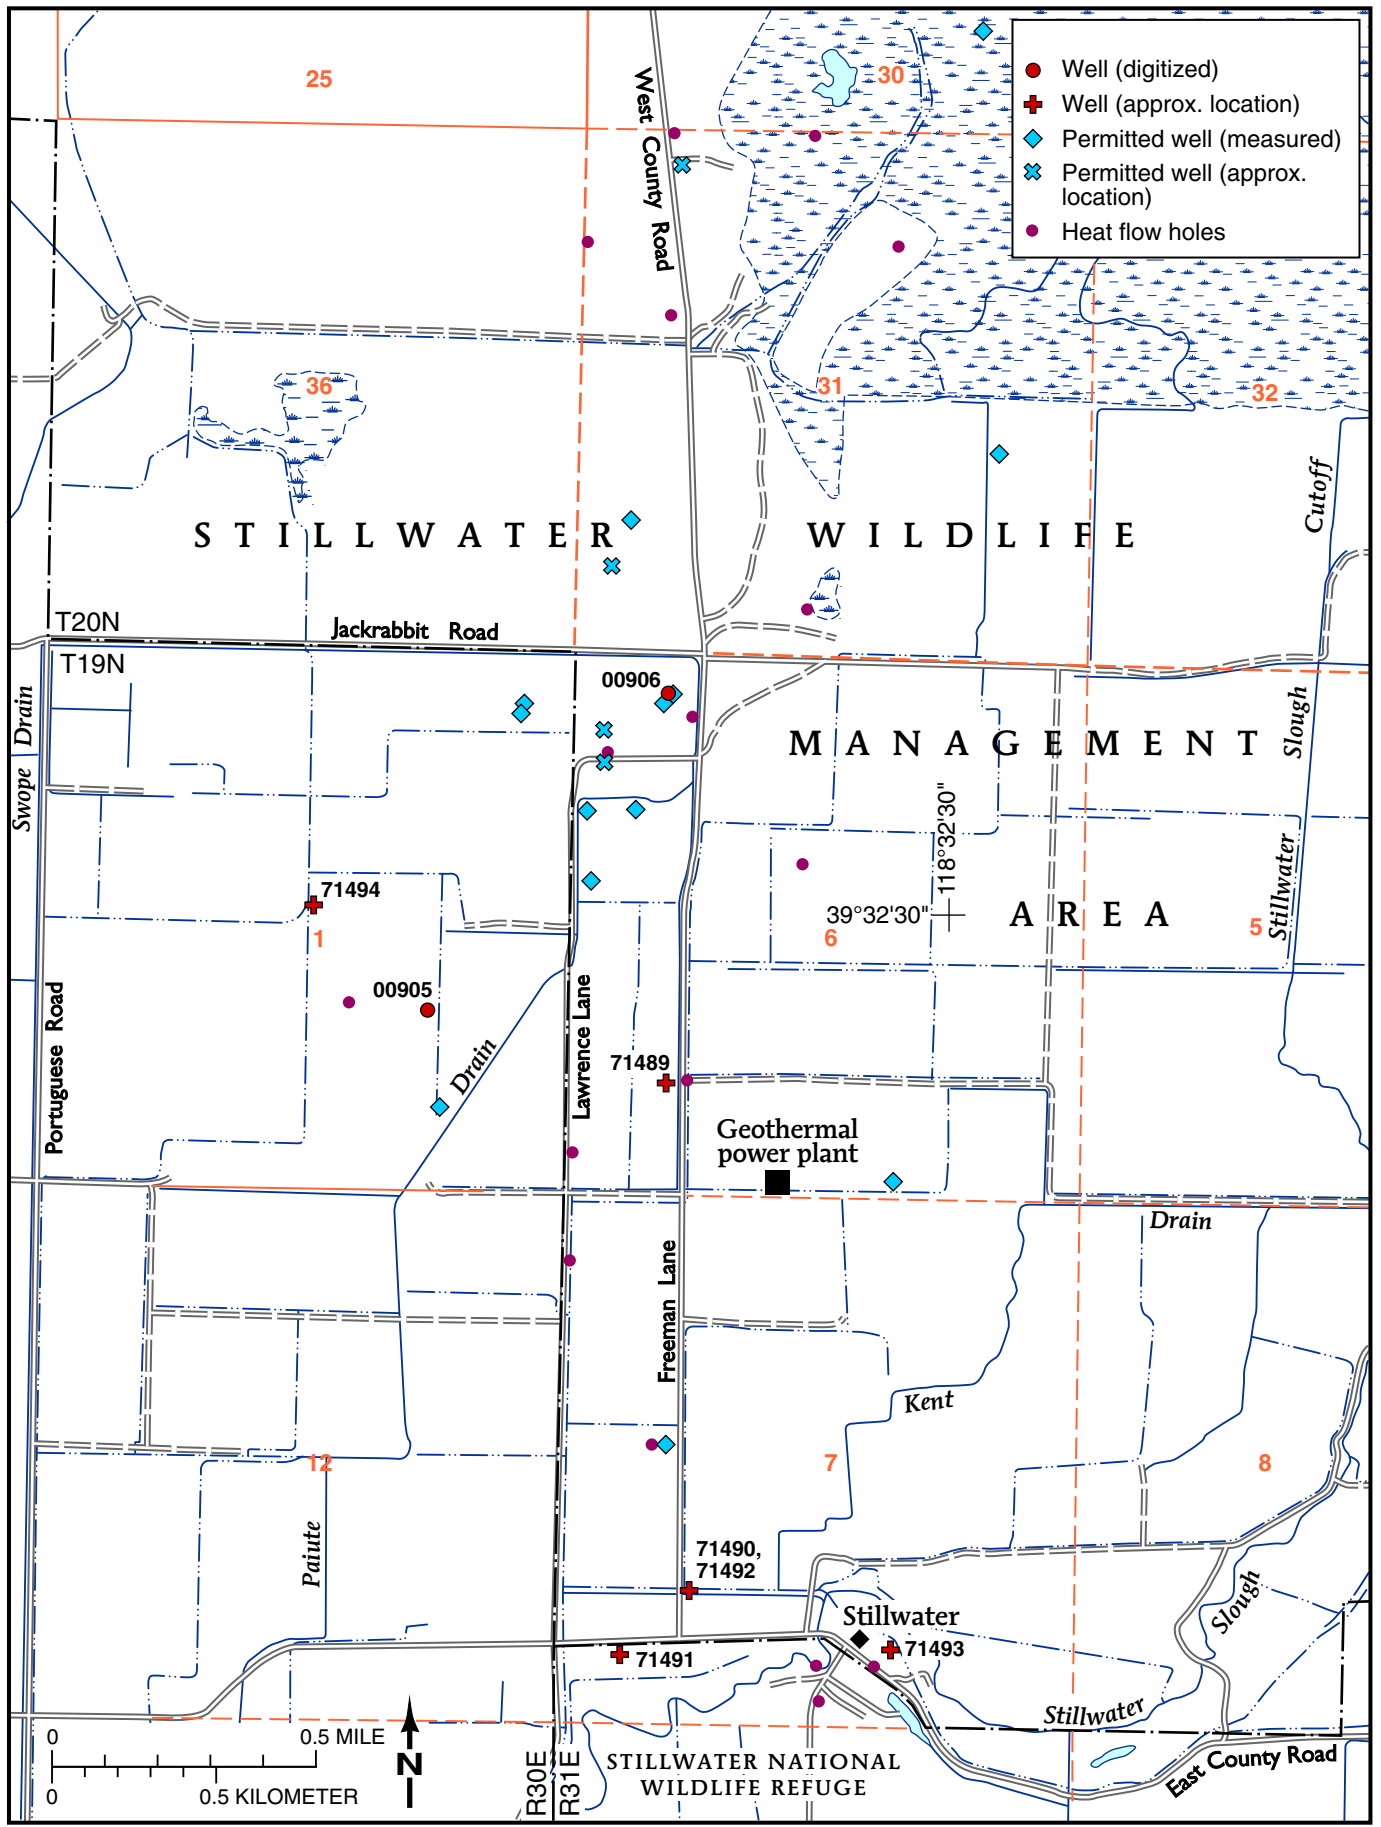 25
West County Road
30
Well (digitized)
Well (approx. location)
Permitted well (measured)
Permitted well (approx.
location)
Heat flow holes
36
31
32
Cutoff
STILLWATER WILDLIFE
T20N
Jackrabbit Road
T19N
00906
Swope Drain
MANAGEMENT
Slough
118°32'30"
Stillwater
71494
39°32'30"
AREA
1
6
5
00905
Portuguese Road
Lawrence Lane
Drain
71489
Geothermal
power plant
Drain
Freeman Lane
Kent
12
7
8
Paiute
71490,
71492
Slough
Stillwater
71491
71493
Stillwater
0
0.5 MILE
N
0
0.5 KILOMETER
R30E
R31E
STILLWATER NATIONAL
WILDLIFE REFUGE
East County Road